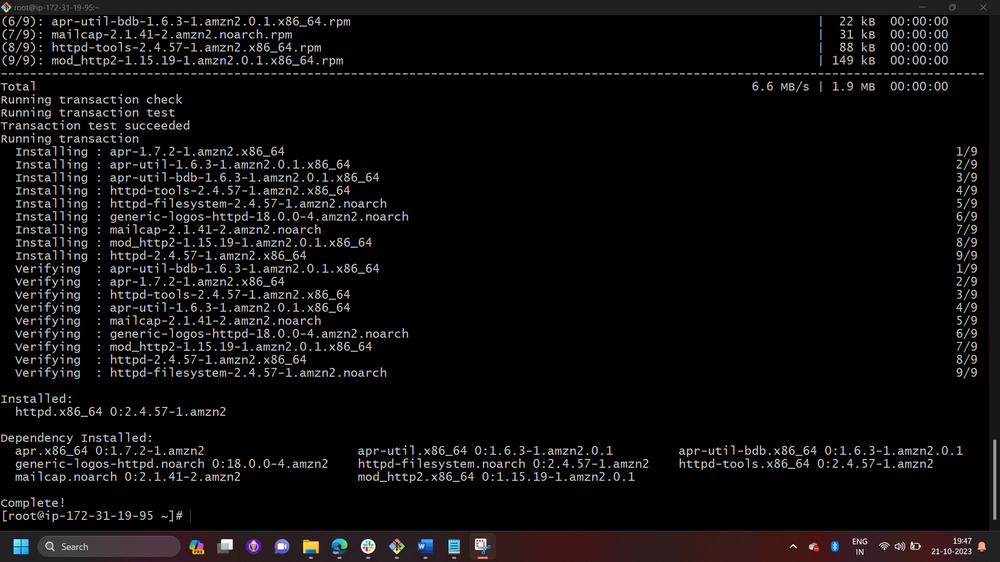 root@ip-172-31-19-95:~
(6/9): apr-util-bdb-1.6.3-1.amzn2.0.1.x86_64.rpm | 22 kB 00:00:00
(7/9): mailcap-2.1.41-2.amzn2.noarch.rpm | 31 kB 00:00:00
(8/9): httpd-tools-2.4.57-1.amzn2.x86_64.rpm | 88 kB 00:00:00
(9/9): mod_http2-1.15.19-1.amzn2.0.1.x86_64.rpm | 149 kB 00:00:00
---------------------------------------------------------------------------------------------------------------------------------------
Total 6.6 MB/s | 1.9 MB 00:00:00
Running transaction check
Running transaction test
Transaction test succeeded
Running transaction
Installing : apr-1.7.2-1.amzn2.x86_64 1/9
Installing : apr-util-1.6.3-1.amzn2.0.1.x86_64 2/9
Installing : apr-util-bdb-1.6.3-1.amzn2.0.1.x86_64 3/9
Installing : httpd-tools-2.4.57-1.amzn2.x86_64 4/9
Installing : httpd-filesystem-2.4.57-1.amzn2.noarch 5/9
Installing : generic-logos-httpd-18.0.0-4.amzn2.noarch 6/9
Installing : mailcap-2.1.41-2.amzn2.noarch 7/9
Installing : mod_http2-1.15.19-1.amzn2.0.1.x86_64 8/9
Installing : httpd-2.4.57-1.amzn2.x86_64 9/9
Verifying : apr-util-bdb-1.6.3-1.amzn2.0.1.x86_64 1/9
Verifying : apr-1.7.2-1.amzn2.x86_64 2/9
Verifying : httpd-tools-2.4.57-1.amzn2.x86_64 3/9
Verifying : apr-util-1.6.3-1.amzn2.0.1.x86_64 4/9
Verifying : mailcap-2.1.41-2.amzn2.noarch 5/9
Verifying : generic-logos-httpd-18.0.0-4.amzn2.noarch 6/9
Verifying : mod_http2-1.15.19-1.amzn2.0.1.x86_64 7/9
Verifying : httpd-2.4.57-1.amzn2.x86_64 8/9
Verifying : httpd-filesystem-2.4.57-1.amzn2.noarch 9/9
Installed:
httpd.x86_64 0:2.4.57-1.amzn2
Dependency Installed:
apr.x86_64 0:1.7.2-1.amzn2 apr-util.x86_64 0:1.6.3-1.amzn2.0.1 apr-util-bdb.x86_64 0:1.6.3-1.amzn2.0.1
generic-logos-httpd.noarch 0:18.0.0-4.amzn2 httpd-filesystem.noarch 0:2.4.57-1.amzn2 httpd-tools.x86_64 0:2.4.57-1.amzn2
mailcap.noarch 0:2.1.41-2.amzn2 mod_http2.x86_64 0:1.15.19-1.amzn2.0.1
Complete!
[root@ip-172-31-19-95 ~]#
Search PRE W ENG 19:47
IN 21-10-2023